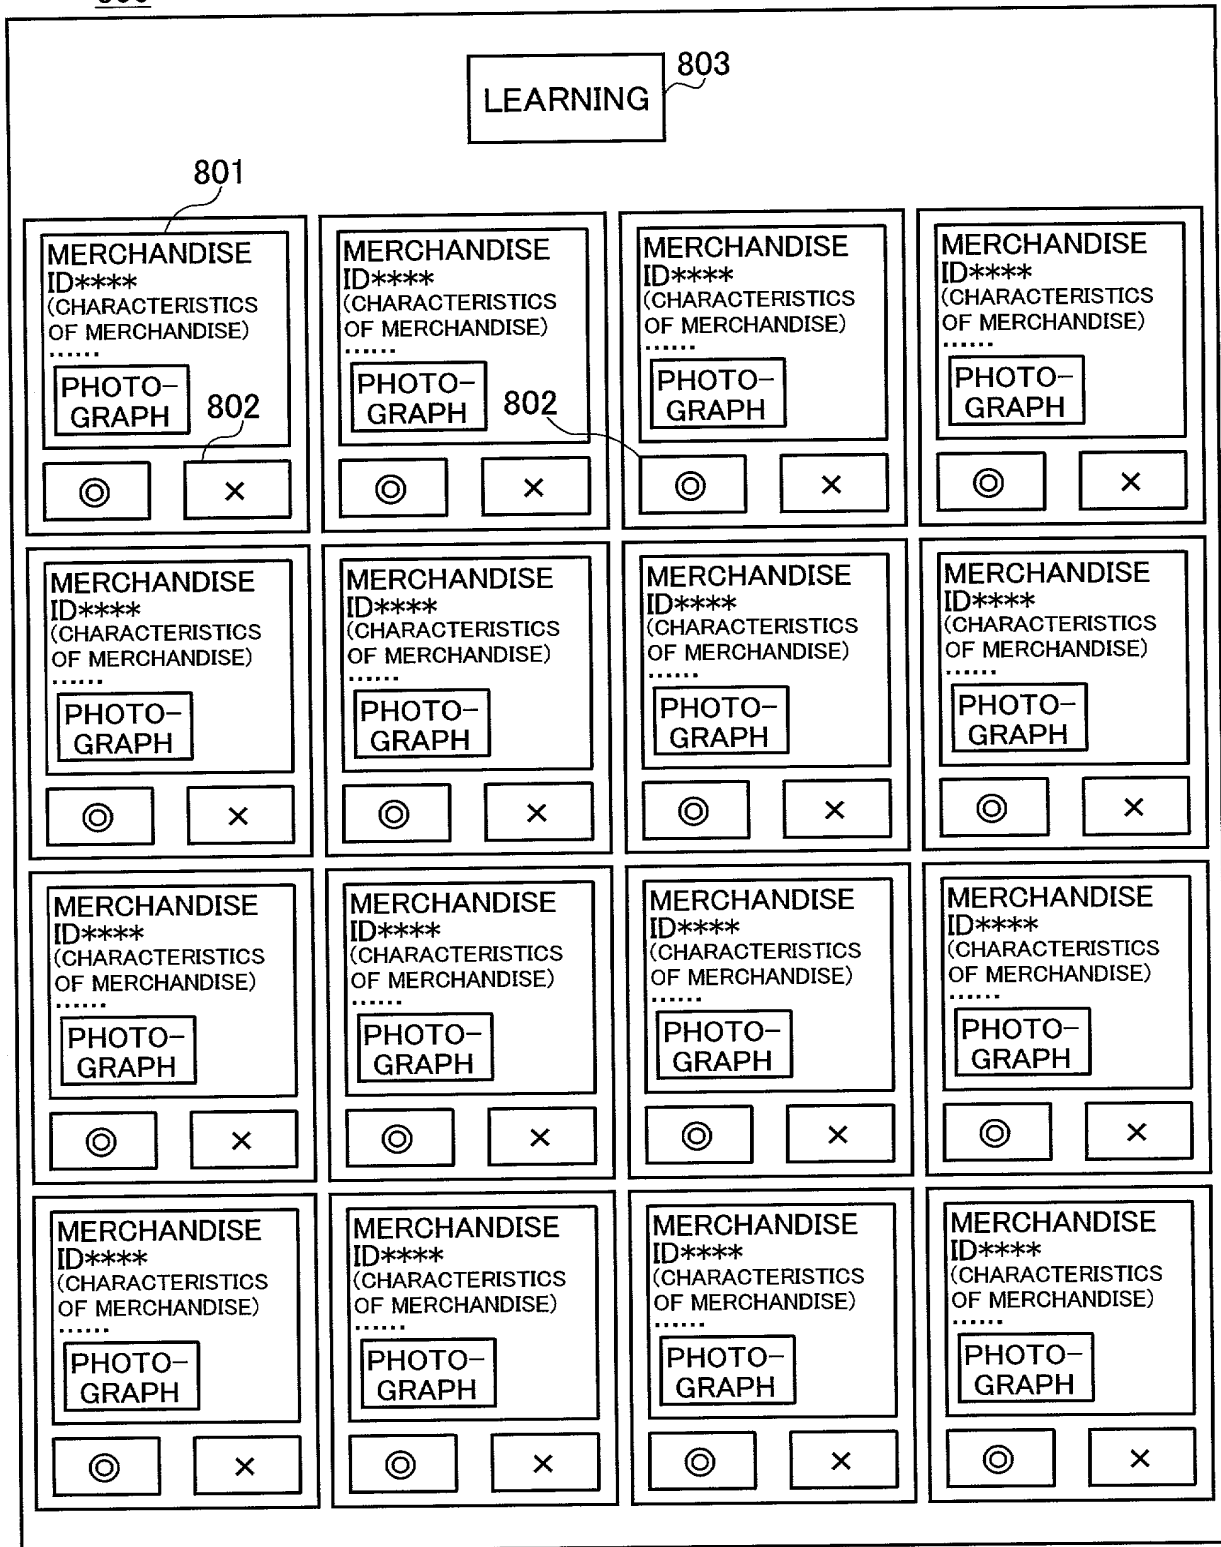 LEARNING
803
801
MERCHANDISE
ID****
(CHARACTERISTICS
OF MERCHANDISE)
......
PHOTO-
GRAPH
802
◎ ×
MERCHANDISE
ID****
(CHARACTERISTICS
OF MERCHANDISE)
......
PHOTO-
GRAPH
802
◎ ×
MERCHANDISE
ID****
(CHARACTERISTICS
OF MERCHANDISE)
......
PHOTO-
GRAPH
◎ ×
MERCHANDISE
ID****
(CHARACTERISTICS
OF MERCHANDISE)
......
PHOTO-
GRAPH
◎ ×
MERCHANDISE
ID****
(CHARACTERISTICS
OF MERCHANDISE)
......
PHOTO-
GRAPH
◎ ×
MERCHANDISE
ID****
(CHARACTERISTICS
OF MERCHANDISE)
......
PHOTO-
GRAPH
◎ ×
MERCHANDISE
ID****
(CHARACTERISTICS
OF MERCHANDISE)
......
PHOTO-
GRAPH
◎ ×
MERCHANDISE
ID****
(CHARACTERISTICS
OF MERCHANDISE)
......
PHOTO-
GRAPH
◎ ×
MERCHANDISE
ID****
(CHARACTERISTICS
OF MERCHANDISE)
......
PHOTO-
GRAPH
◎ ×
MERCHANDISE
ID****
(CHARACTERISTICS
OF MERCHANDISE)
......
PHOTO-
GRAPH
◎ ×
MERCHANDISE
ID****
(CHARACTERISTICS
OF MERCHANDISE)
......
PHOTO-
GRAPH
◎ ×
MERCHANDISE
ID****
(CHARACTERISTICS
OF MERCHANDISE)
......
PHOTO-
GRAPH
◎ ×
MERCHANDISE
ID****
(CHARACTERISTICS
OF MERCHANDISE)
......
PHOTO-
GRAPH
◎ ×
MERCHANDISE
ID****
(CHARACTERISTICS
OF MERCHANDISE)
......
PHOTO-
GRAPH
◎ ×
MERCHANDISE
ID****
(CHARACTERISTICS
OF MERCHANDISE)
......
PHOTO-
GRAPH
◎ ×
MERCHANDISE
ID****
(CHARACTERISTICS
OF MERCHANDISE)
......
PHOTO-
GRAPH
◎ ×